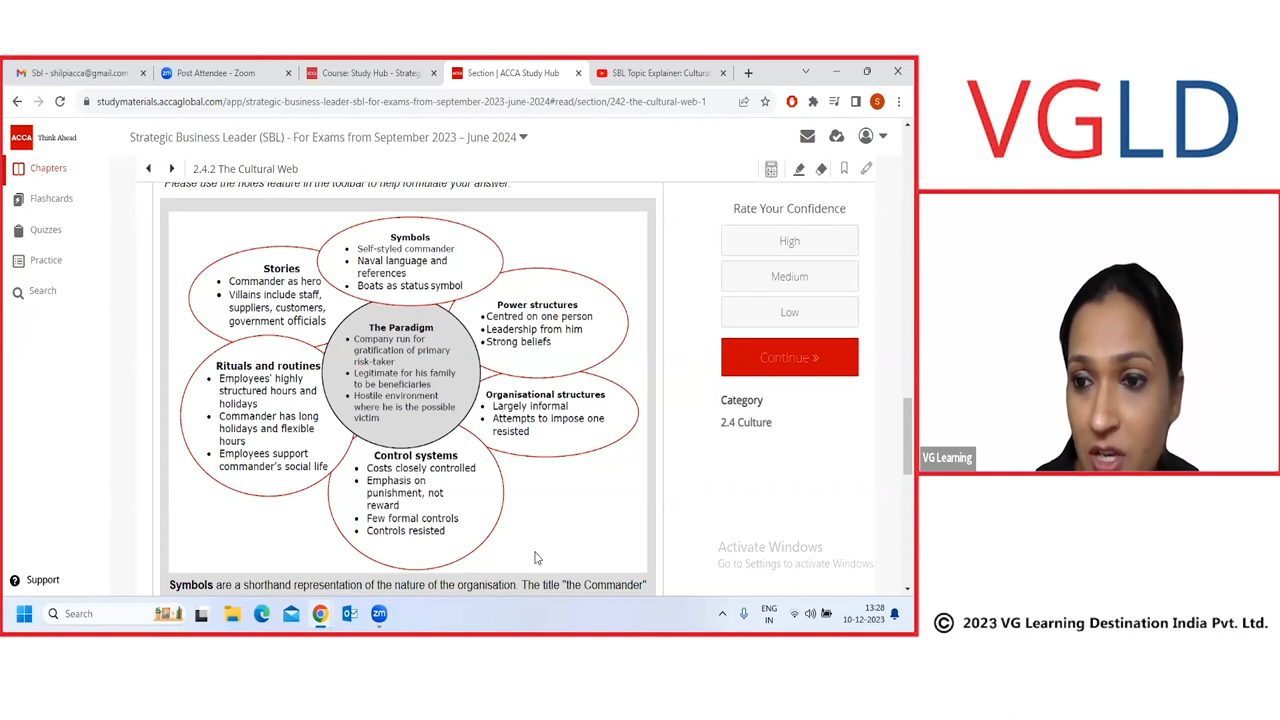 Sbl - shilpiacca@gmail.com
Post Attendee - Zoom
Course: Study Hub - Strateg
Section | ACCA Study Hub
SBL Topic Explainer: Cultural
studymaterials.accaglobal.com/app/strategic-business-leader-sbl-for-exams-from-september-2023-june-2024#read/section/242-the-cultural-web-1
S
ACCA
Think Ahead
Strategic Business Leader (SBL) - For Exams from September 2023 – June 2024
Chapters
Flashcards
Quizzes
Practice
Search
Support
2.4.2 The Cultural Web
Please use the notes feature in the toolbar to help formulate your answer.
Symbols
• Self-styled commander
• Naval language and
references
• Boats as status symbol
Stories
• Commander as hero
• Villains include staff,
suppliers, customers,
government officials
Power structures
• Centred on one person
• Leadership from him
• Strong beliefs
The Paradigm
• Company run for
gratification of primary
risk-taker
• Legitimate for his family
to be beneficiaries
• Hostile environment
where he is the possible
victim
Rituals and routines
• Employees' highly
structured hours and
holidays
• Commander has long
holidays and flexible
hours
• Employees support
commander's social life
Organisational structures
• Largely informal
• Attempts to impose one
resisted
Control systems
• Costs closely controlled
• Emphasis on
punishment, not
reward
• Few formal controls
• Controls resisted
Symbols are a shorthand representation of the nature of the organisation. The title "the Commander"
Rate Your Confidence
High
Medium
Low
Continue »
Category
2.4 Culture
Activate Windows
Go to Settings to activate Windows.
Search
zm
ENG
IN
13:28
10-12-2023
VGLD
VG Learning
© 2023 VG Learning Destination India Pvt. Ltd.